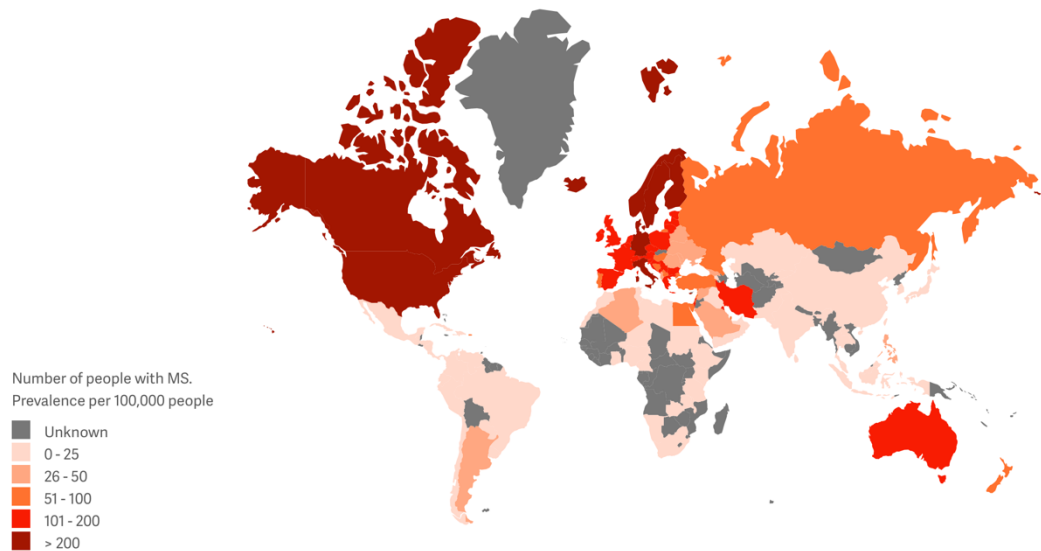 Number of people with MS.
Prevalence per 100,000 people
Unknown
0 - 25
26 - 50
51 - 100
101 - 200
> 200